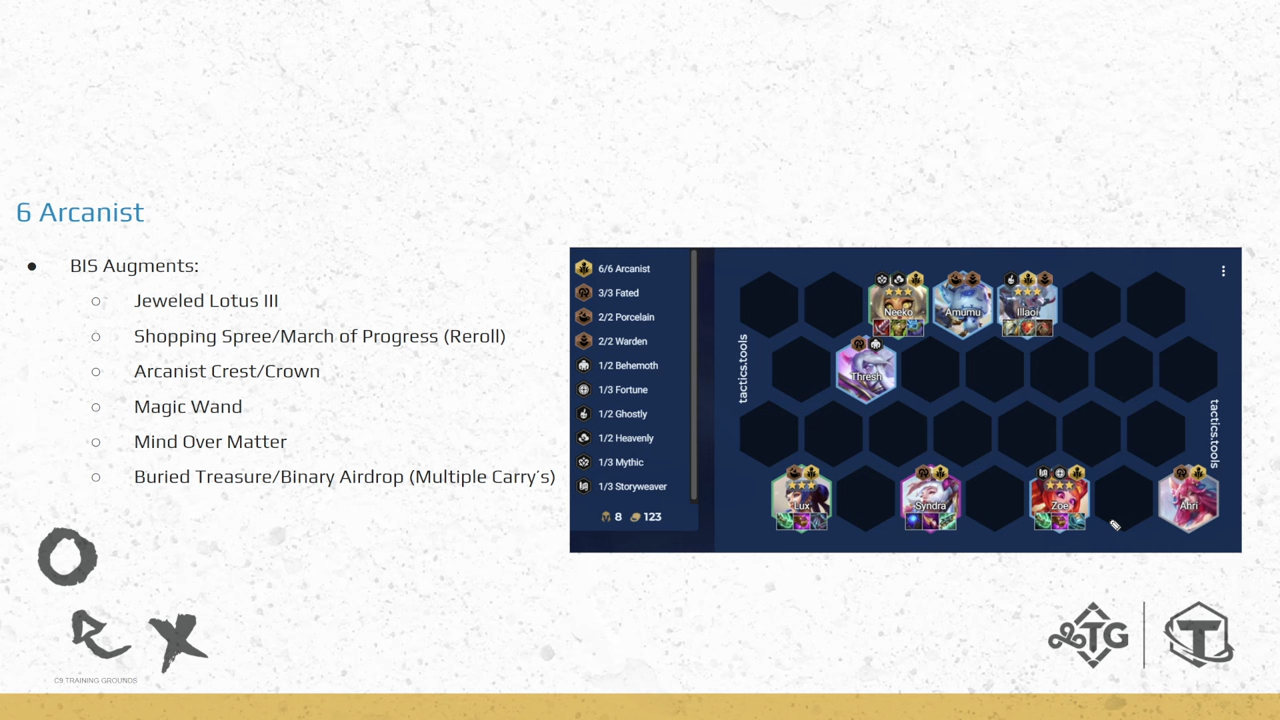 6 Arcanist
● BIS Augments:
○ Jeweled Lotus III
○ Shopping Spree/March of Progress (Reroll)
○ Arcanist Crest/Crown
○ Magic Wand
○ Mind Over Matter
○ Buried Treasure/Binary Airdrop (Multiple Carry's)
6/6 Arcanist
3/3 Fated
2/2 Porcelain
2/2 Warden
1/2 Behemoth
1/3 Fortune
1/2 Ghostly
1/2 Heavenly
1/3 Mythic
1/3 Storyweaver
8 123
tactics.tools
Neeko Amumu Illaoi
Thresh
Lux Syndra Zoe Ahri
tactics.tools
C9 TRAINING GROUNDS
TG T